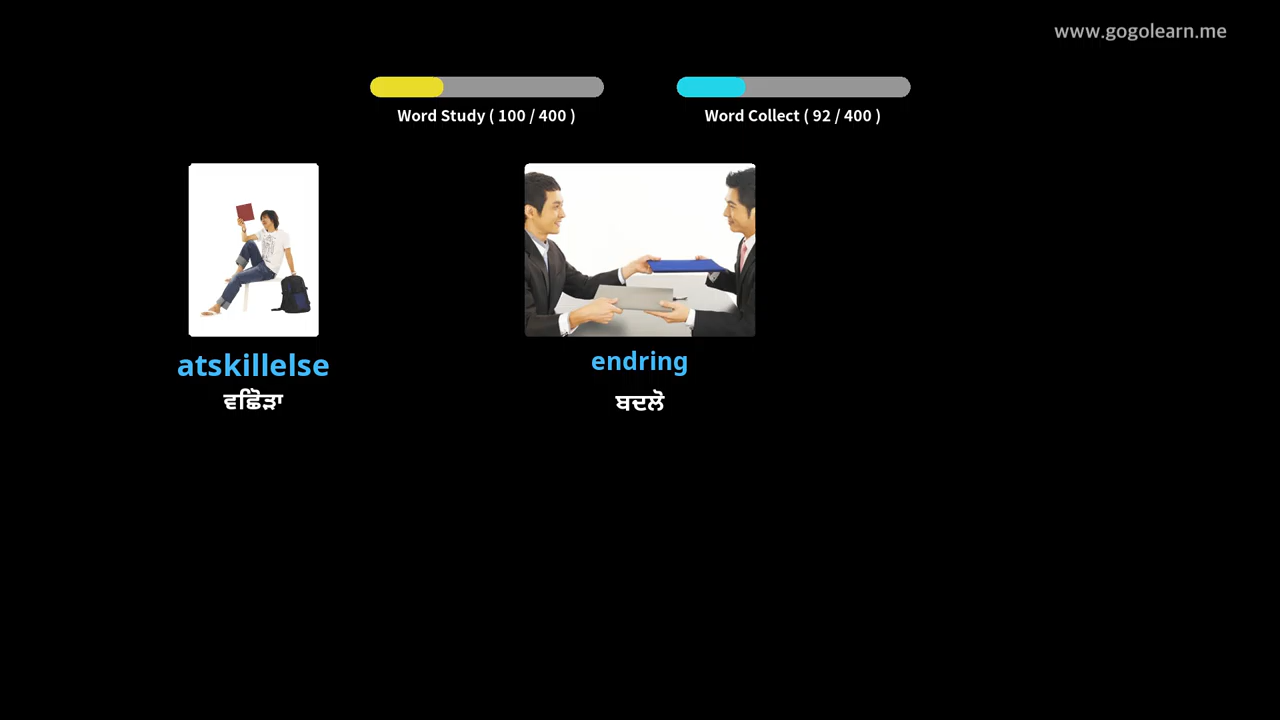 www.gogolearn.me
Word Study ( 100 / 400 )
Word Collect ( 92 / 400 )
atskillelse
ਵਛਿੋੜਾ
endring
ਬਦਲੋ